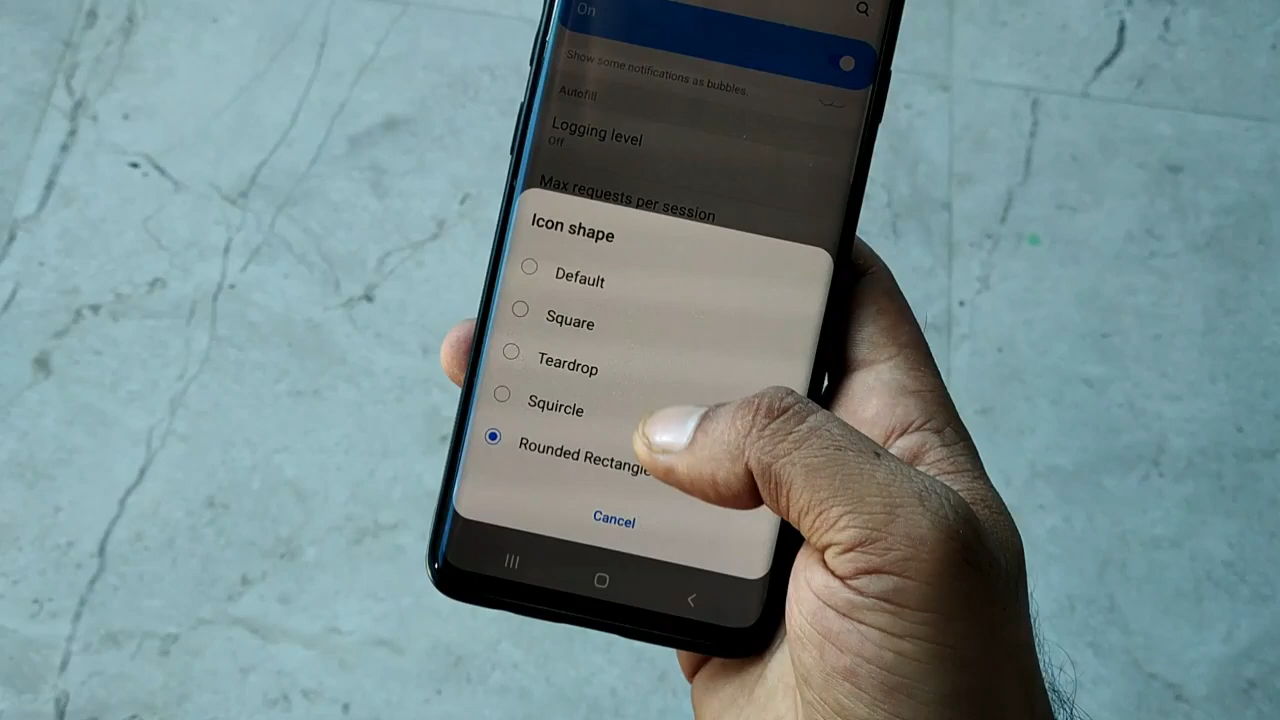 On
Show some notifications as bubbles.
Autofill
Logging level
Off
Max requests per session
Icon shape
Default
Square
Teardrop
Squircle
Rounded Rectangle
Cancel